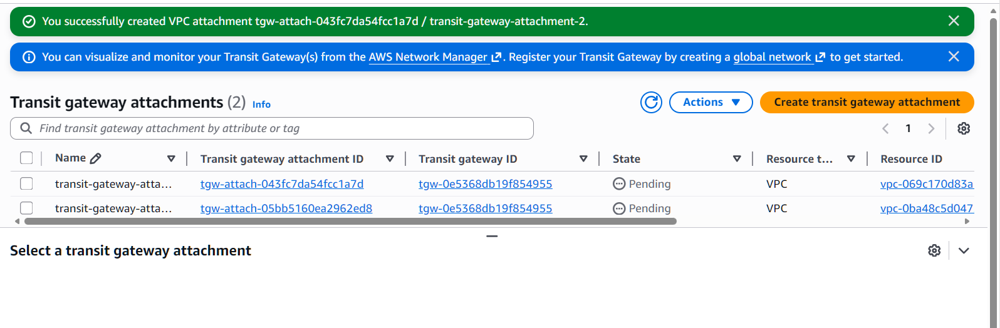 You successfully created VPC attachment tgw-attach-043fc7da54fcc1a7d / transit-gateway-attachment-2.
You can visualize and monitor your Transit Gateway(s) from the AWS Network Manager. Register your Transit Gateway by creating a global network to get started.
Transit gateway attachments (2) Info
Actions
Create transit gateway attachment
Find transit gateway attachment by attribute or tag
1
Name Transit gateway attachment ID Transit gateway ID State Resource t... Resource ID
transit-gateway-atta... tgw-attach-043fc7da54fcc1a7d tgw-0e5368db19f854955 Pending VPC vpc-069c170d83a
transit-gateway-atta... tgw-attach-05bb5160ea2962ed8 tgw-0e5368db19f854955 Pending VPC vpc-0ba48c5d047
Select a transit gateway attachment